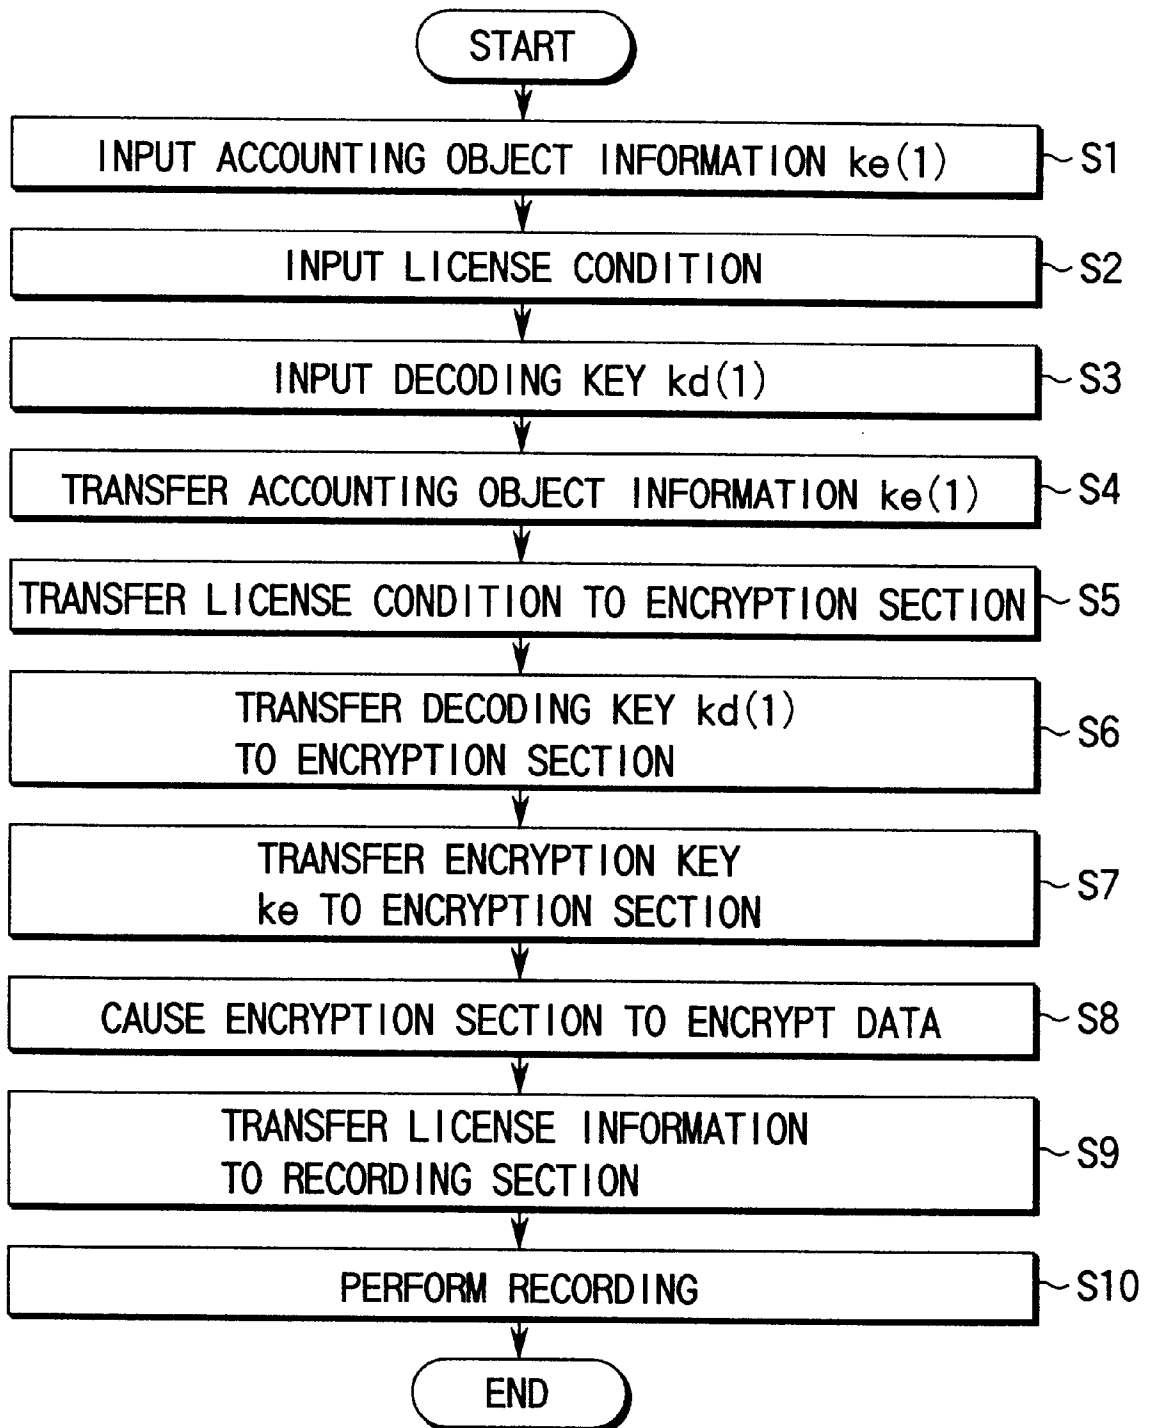 START
INPUT ACCOUNTING OBJECT INFORMATION ke(1)
S1
INPUT LICENSE CONDITION
S2
INPUT DECODING KEY kd(1)
S3
TRANSFER ACCOUNTING OBJECT INFORMATION ke(1)
S4
TRANSFER LICENSE CONDITION TO ENCRYPTION SECTION
S5
TRANSFER DECODING KEY kd(1)
TO ENCRYPTION SECTION
S6
TRANSFER ENCRYPTION KEY
ke TO ENCRYPTION SECTION
S7
CAUSE ENCRYPTION SECTION TO ENCRYPT DATA
S8
TRANSFER LICENSE INFORMATION
TO RECORDING SECTION
S9
PERFORM RECORDING
S10
END